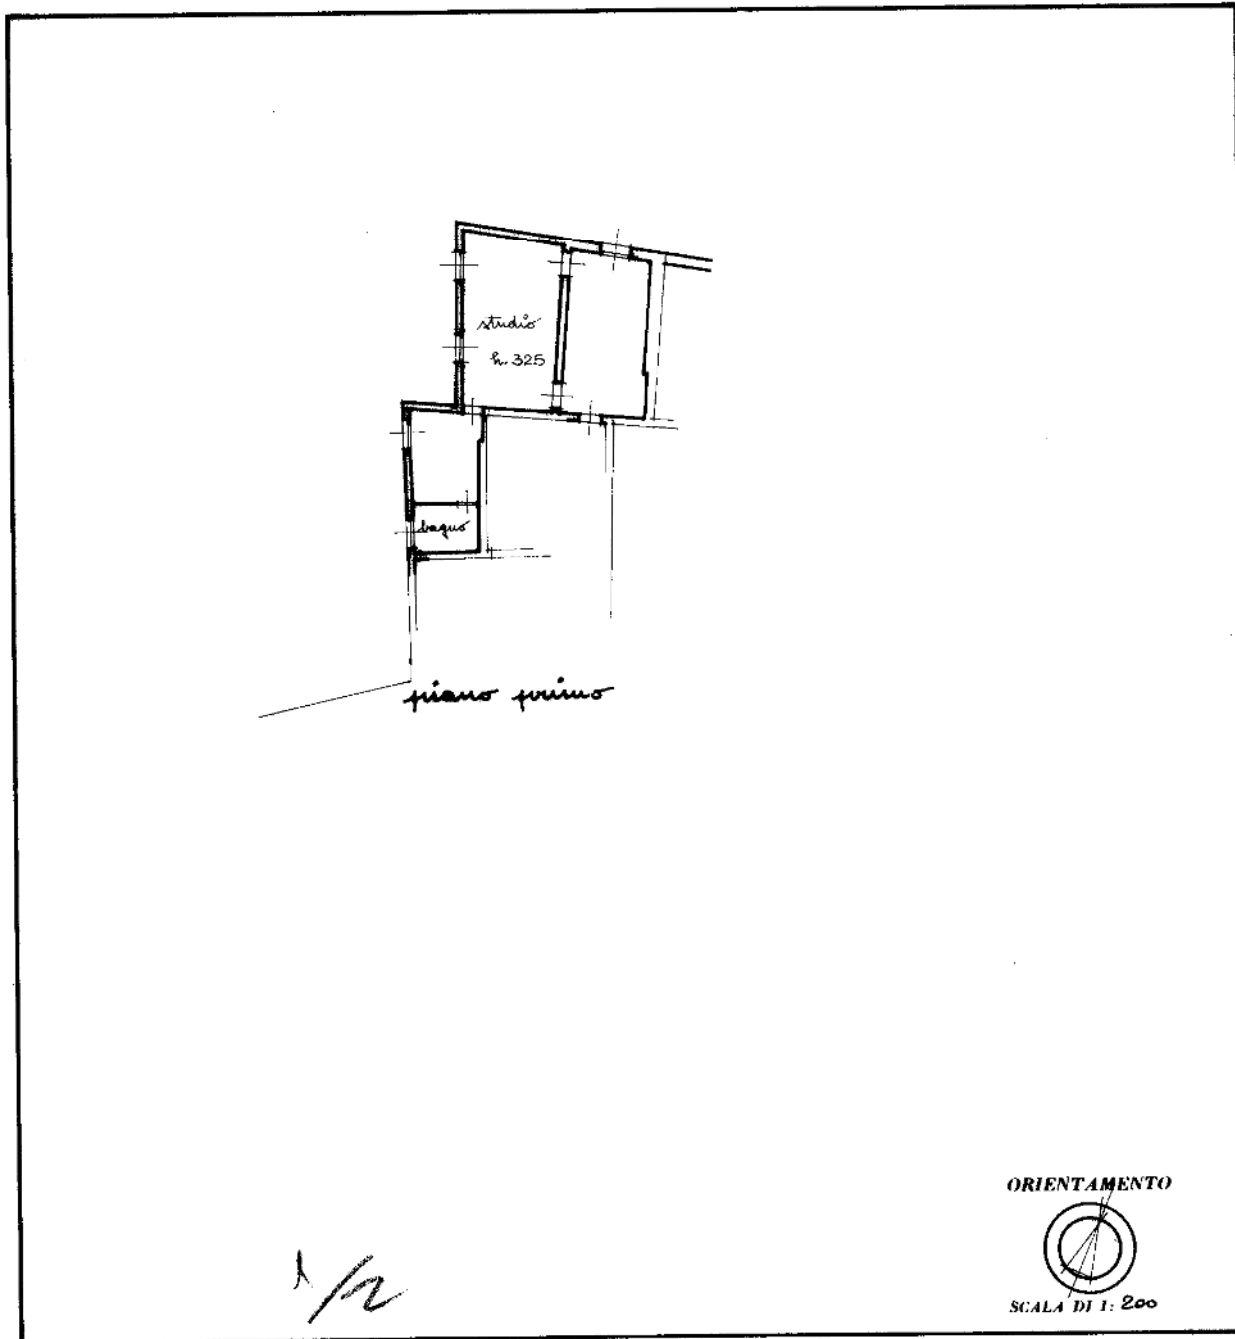 studio
h. 325
bagno
piano primo
ORIENTAMENTO
SCALA DI 1: 200